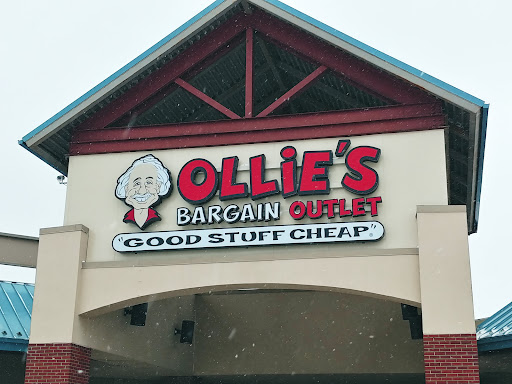 OLLiE'S
BARGAIN OUTLET
"GOOD STUFF CHEAP"®